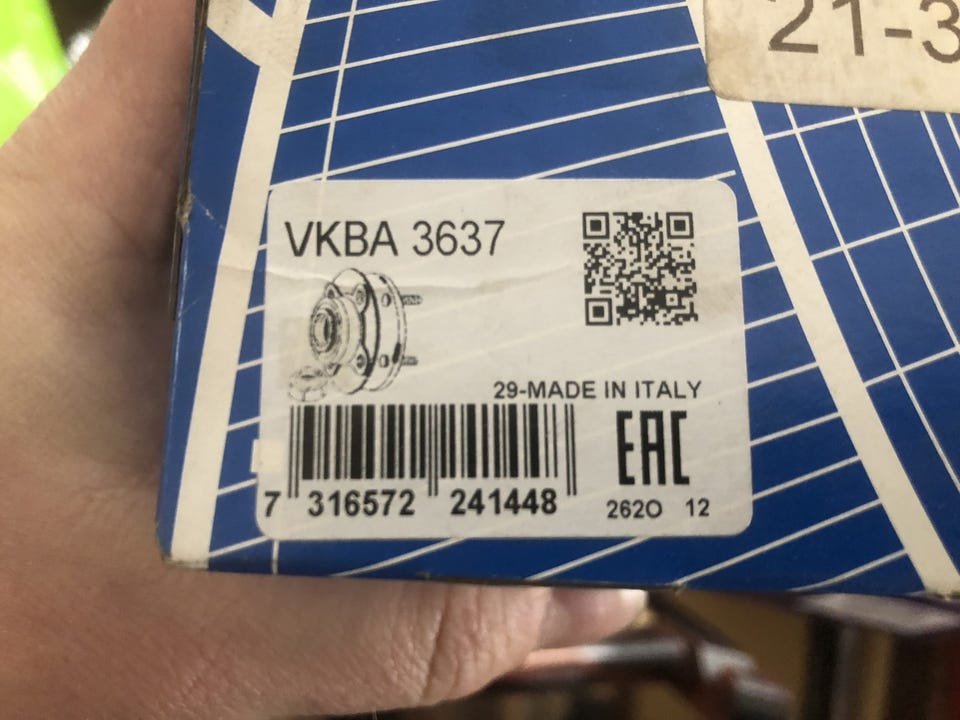 21-3
VKBA 3637
29-MADE IN ITALY
EAC
7 316572 241448
262O 12